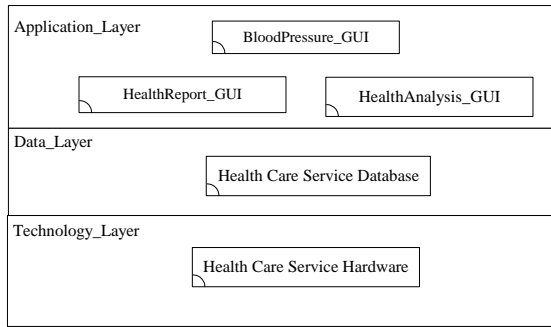 Application_Layer
BloodPressure_GUI
HealthReport_GUI
HealthAnalysis_GUI
Data_Layer
Health Care Service Database
Technology_Layer
Health Care Service Hardware